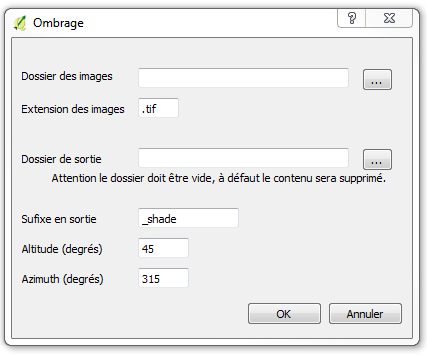 Ombrage
Dossier des images
...
Extension des images .tif
Dossier de sortie
...
Attention le dossier doit être vide, à défaut le contenu sera supprimé.
Sufixe en sortie _shade
Altitude (degrés) 45
Azimuth (degrés) 315
OK Annuler